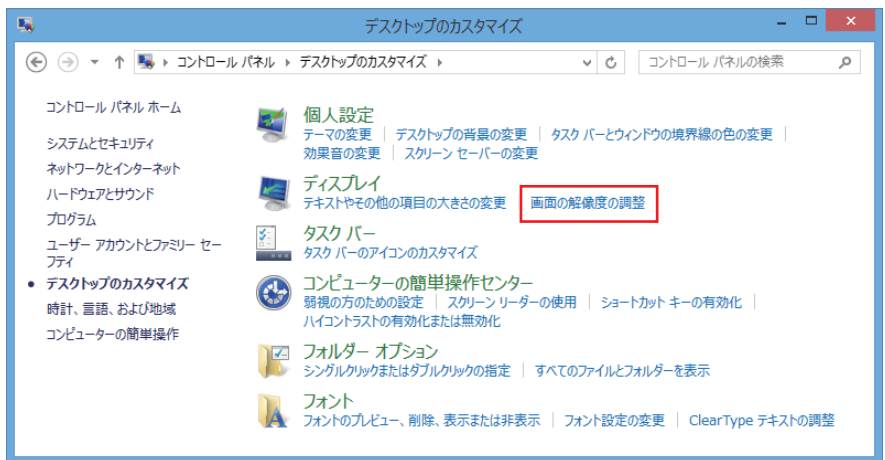 デスクトップのカスタマイズ
コントロール パネル ▸ デスクトップのカスタマイズ ▸
コントロール パネルの検索
コントロール パネル ホーム
システムとセキュリティ
ネットワークとインターネット
ハードウェアとサウンド
プログラム
ユーザー アカウントとファミリー セー
フティ
デスクトップのカスタマイズ
時計、言語、および地域
コンピューターの簡単操作
個人設定
テーマの変更 | デスクトップの背景の変更 | タスク バーとウィンドウの境界線の色の変更 |
効果音の変更 | スクリーン セーバーの変更
ディスプレイ
テキストやその他の項目の大きさの変更 | 画面の解像度の調整
タスク バー
タスク バーのアイコンのカスタマイズ
コンピューターの簡単操作センター
弱視の方のための設定 | スクリーン リーダーの使用 | ショートカット キーの有効化 |
ハイコントラストの有効化または無効化
フォルダー オプション
シングルクリックまたはダブルクリックの指定 | すべてのファイルとフォルダーを表示
フォント
フォントのプレビュー、削除、表示または非表示 | フォント設定の変更 | ClearType テキストの調整